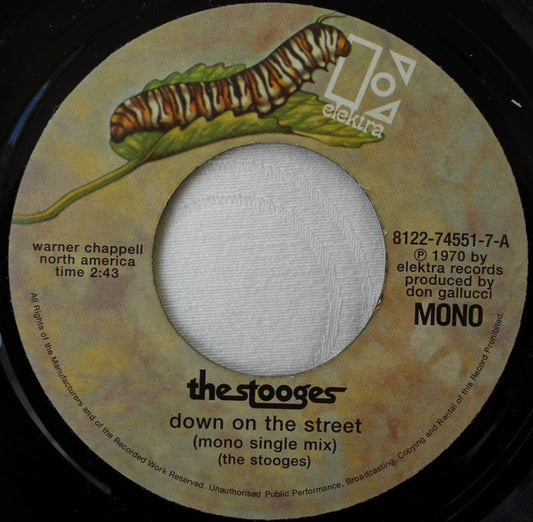 elektra
warner chappell
north america
time 2:43
8122-74551-7-A
℗ 1970 by
elektra records
produced by
don gallucci
MONO
the stooges
down on the street
(mono single mix)
(the stooges)
All Rights of the Manufacturers and of the Recorded Work Reserved. Unauthorised Public Performance, Broadcasting, Copying and Rental of this Record Prohibited.